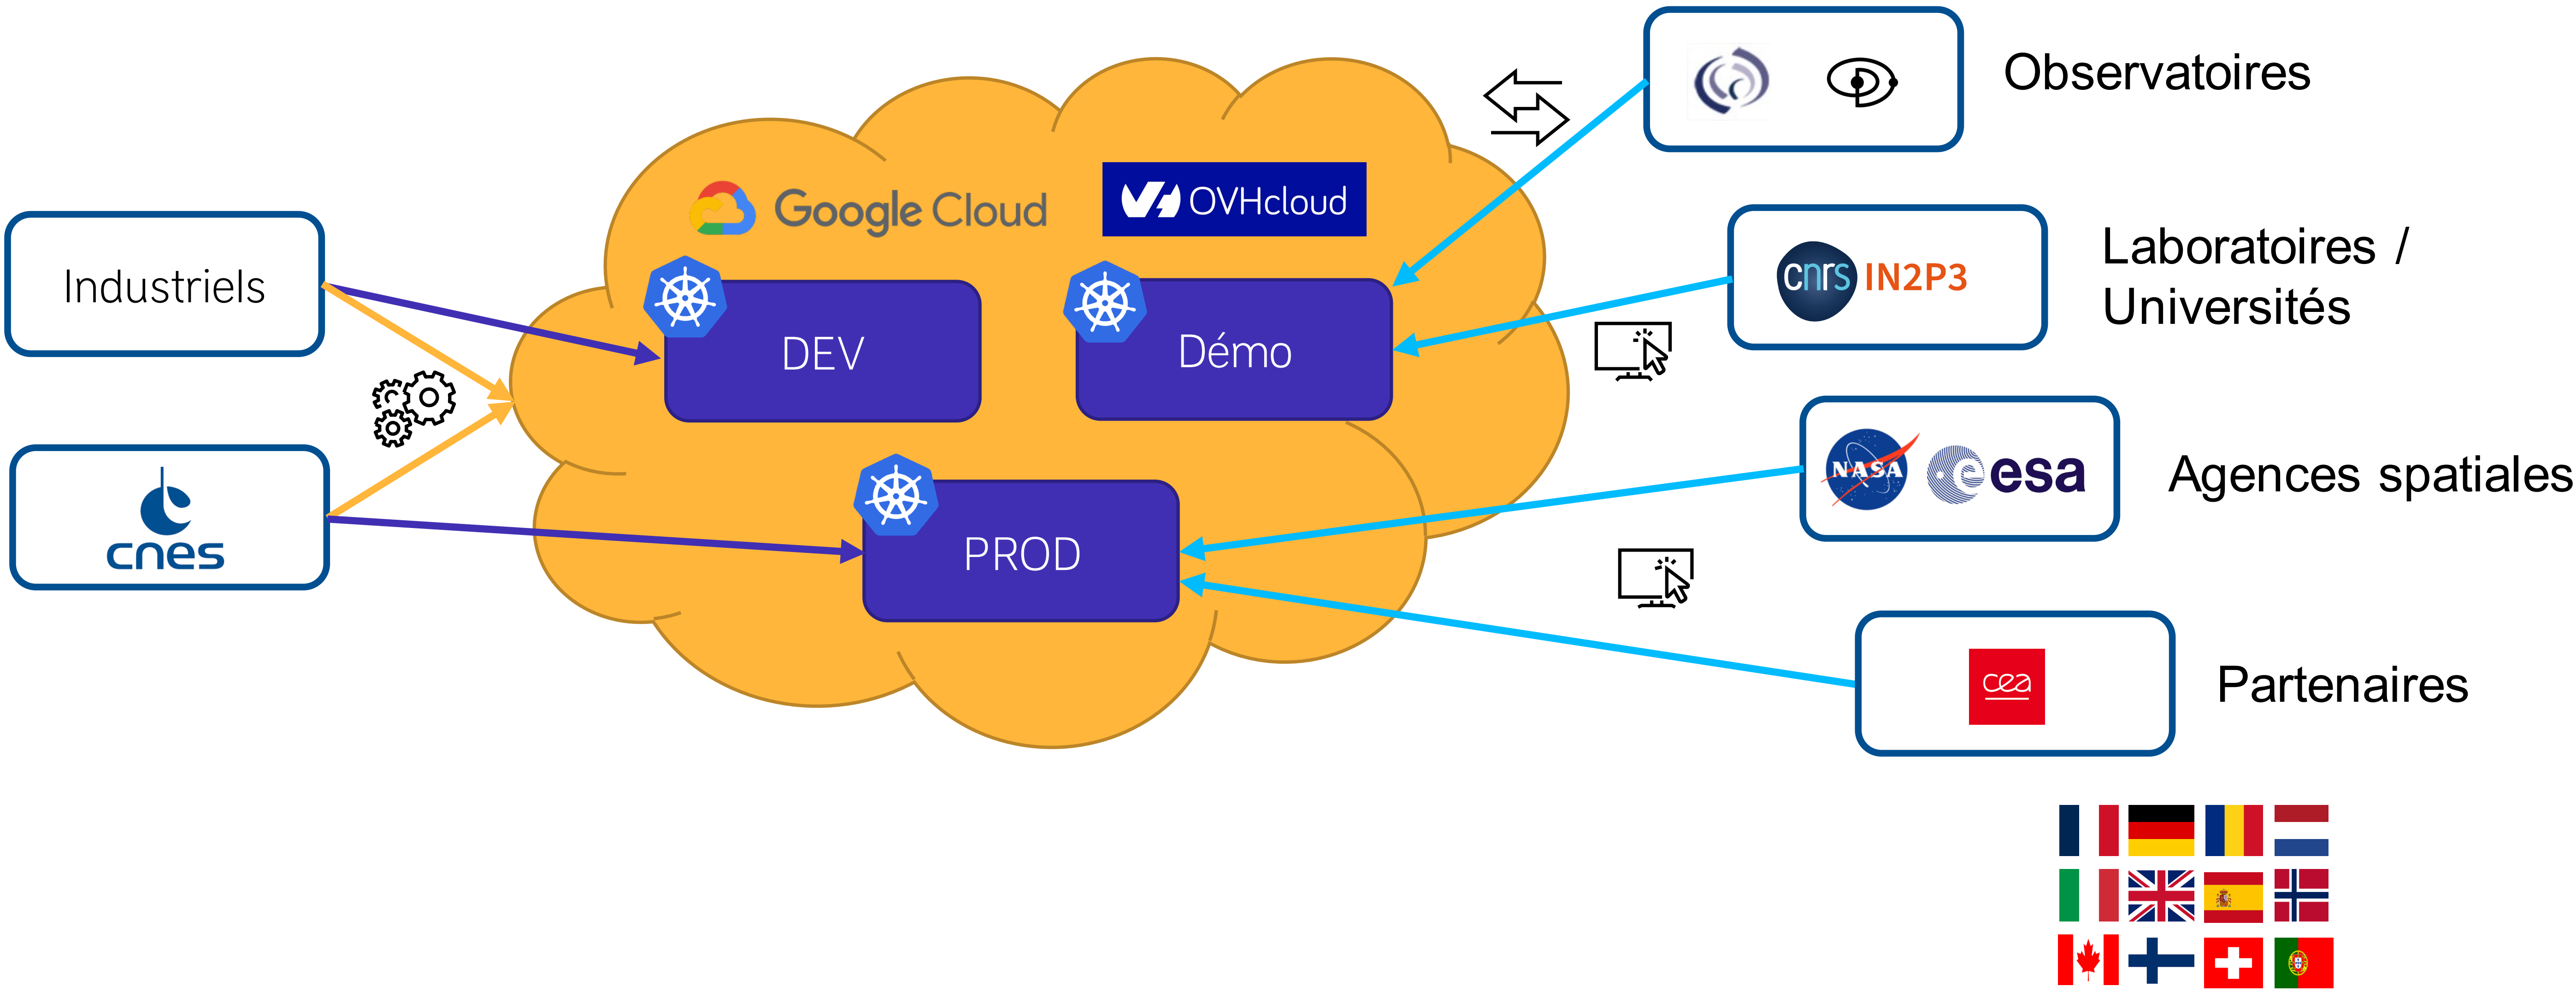 Observatoires
Google Cloud
OVHcloud
Industriels
DEV
Démo
cnrs IN2P3
Laboratoires /
Universités
cnes
PROD
NASA
esa
Agences spatiales
cea
Partenaires